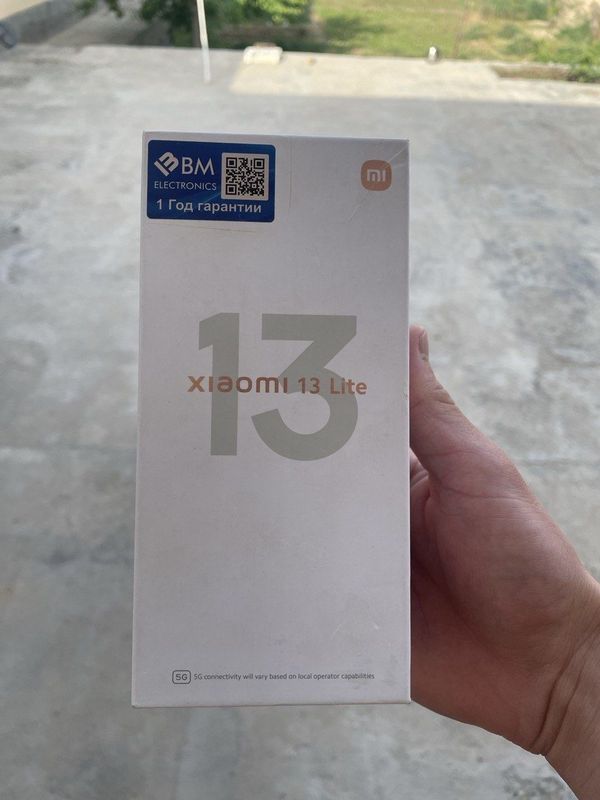 BM
ELECTRONICS
1 Год гарантии
mi
13
xiaomi 13 Lite
5G 5G connectivity will vary based on local operator capabilities